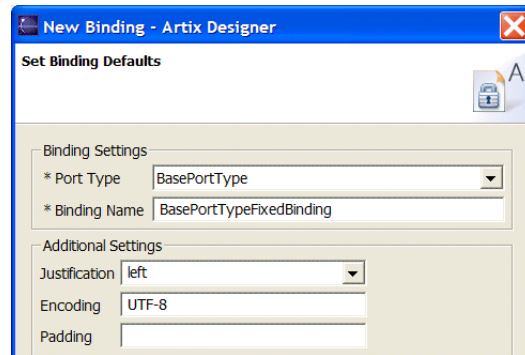 New Binding - Artix Designer
Set Binding Defaults
A
Binding Settings
* Port Type BasePortType
* Binding Name BasePortTypeFixedBinding
Additional Settings
Justification left
Encoding UTF-8
Padding